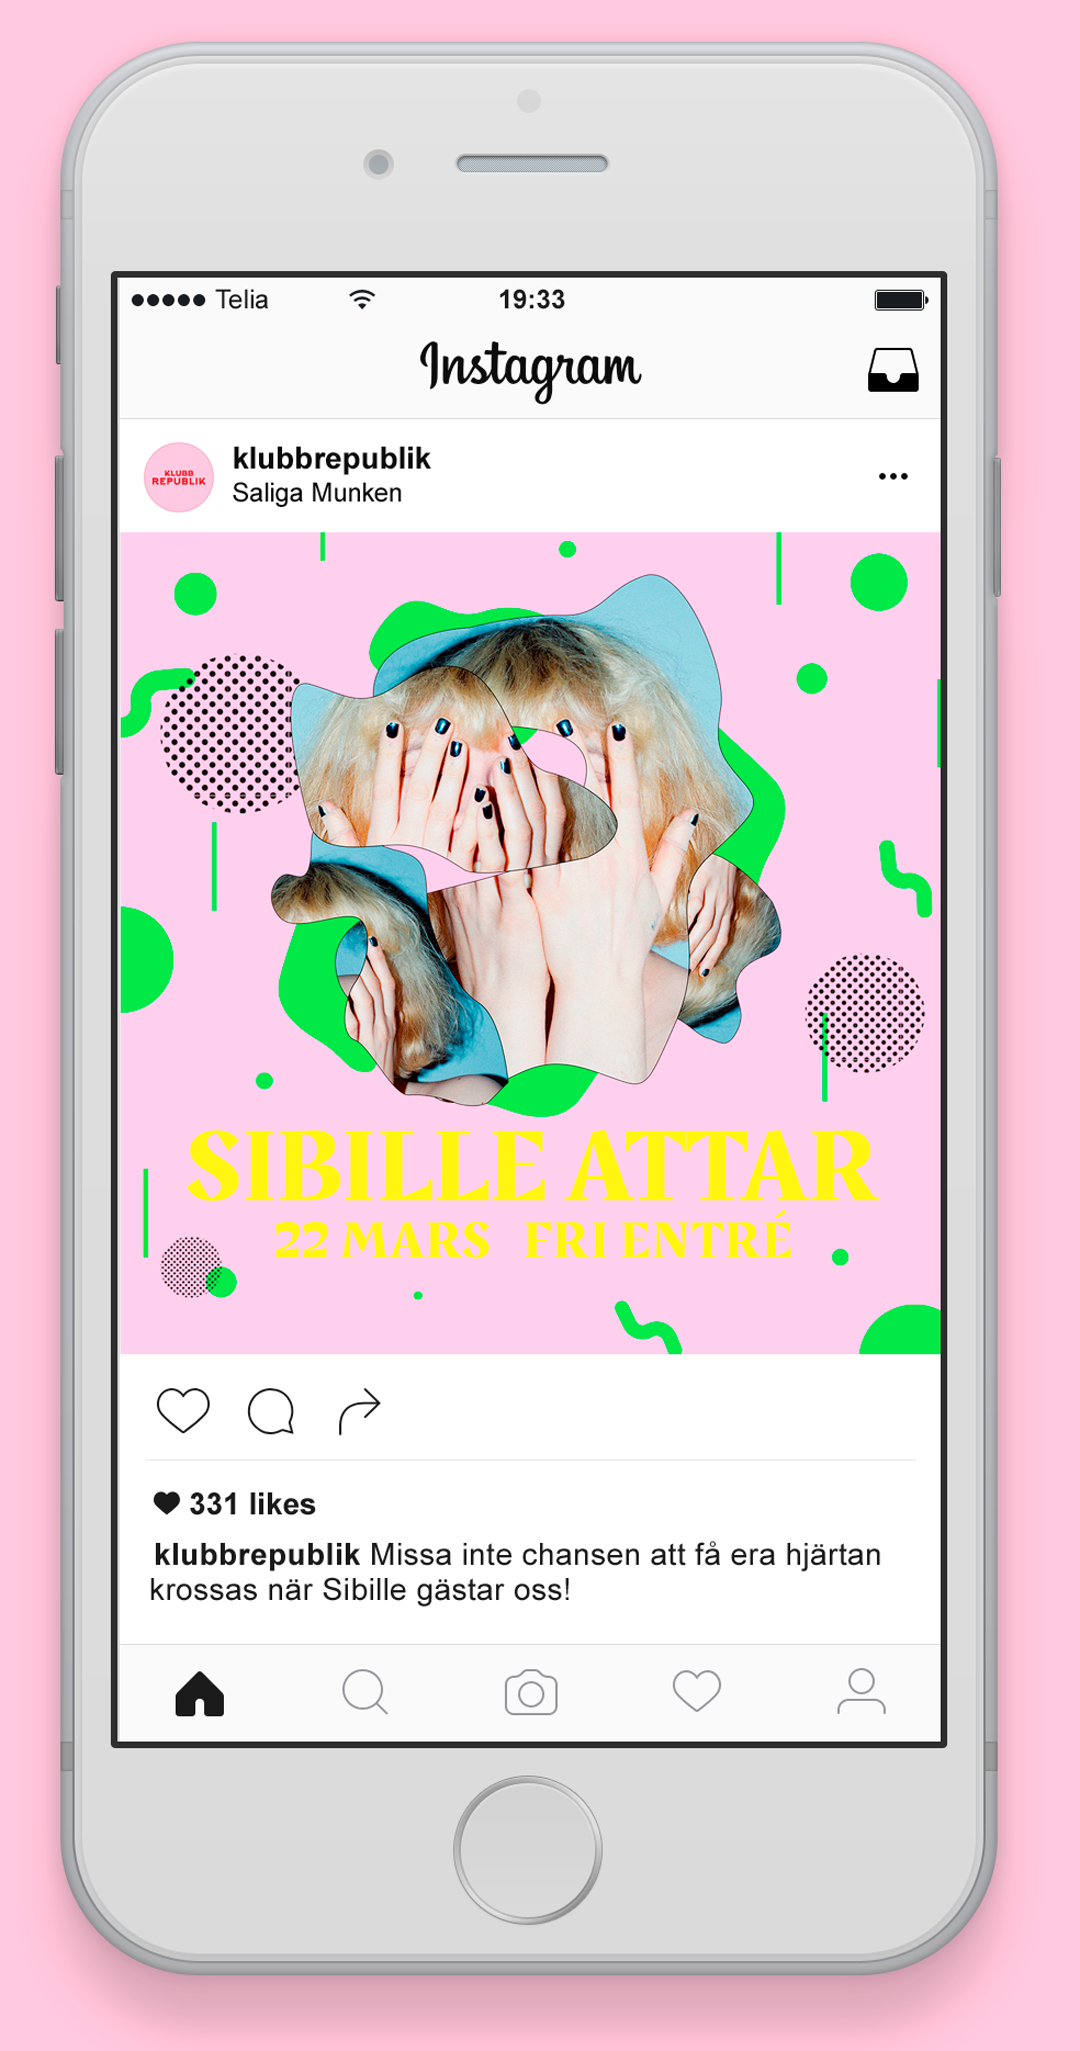 Telia
19:33
Instagram
KLUBB
REPUBLIK
klubbrepublik
Saliga Munken
SIBILLE ATTAR
22 MARS FRI ENTRÉ
331 likes
klubbrepublik Missa inte chansen att få era hjärtan
krossas när Sibille gästar oss!